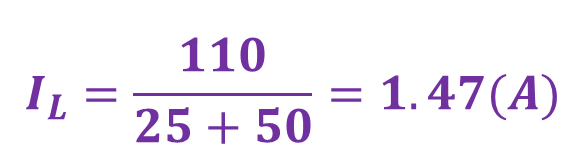 I_L = 110 / (25 + 50) = 1.47(A)